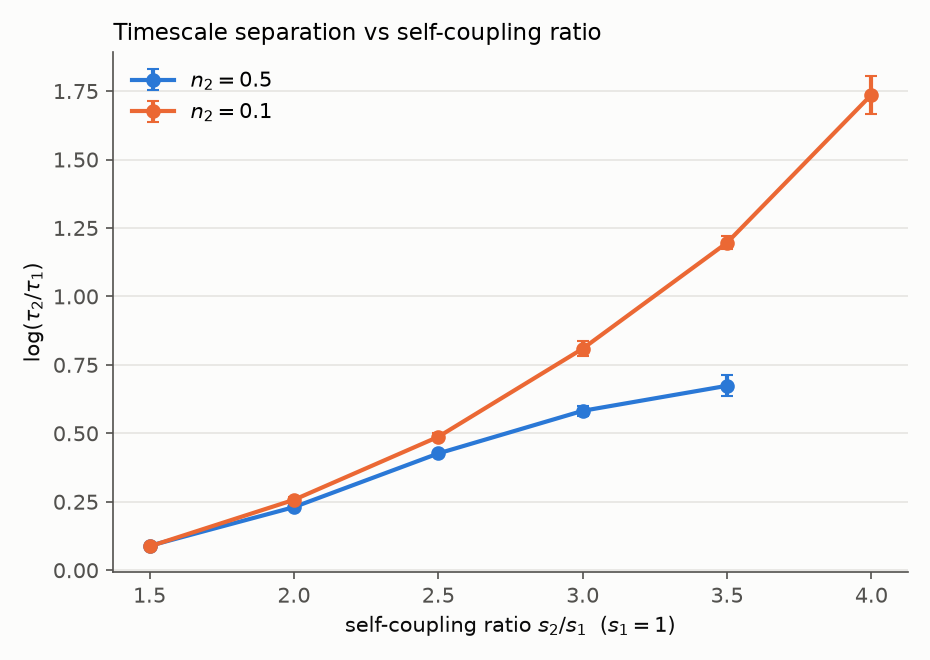 Timescale separation vs self-coupling ratio
n₂ = 0.5
n₂ = 0.1
log(τ₂/τ₁)
1.75
1.50
1.25
1.00
0.75
0.50
0.25
0.00
1.5 2.0 2.5 3.0 3.5 4.0
self-coupling ratio s₂/s₁ (s₁ = 1)